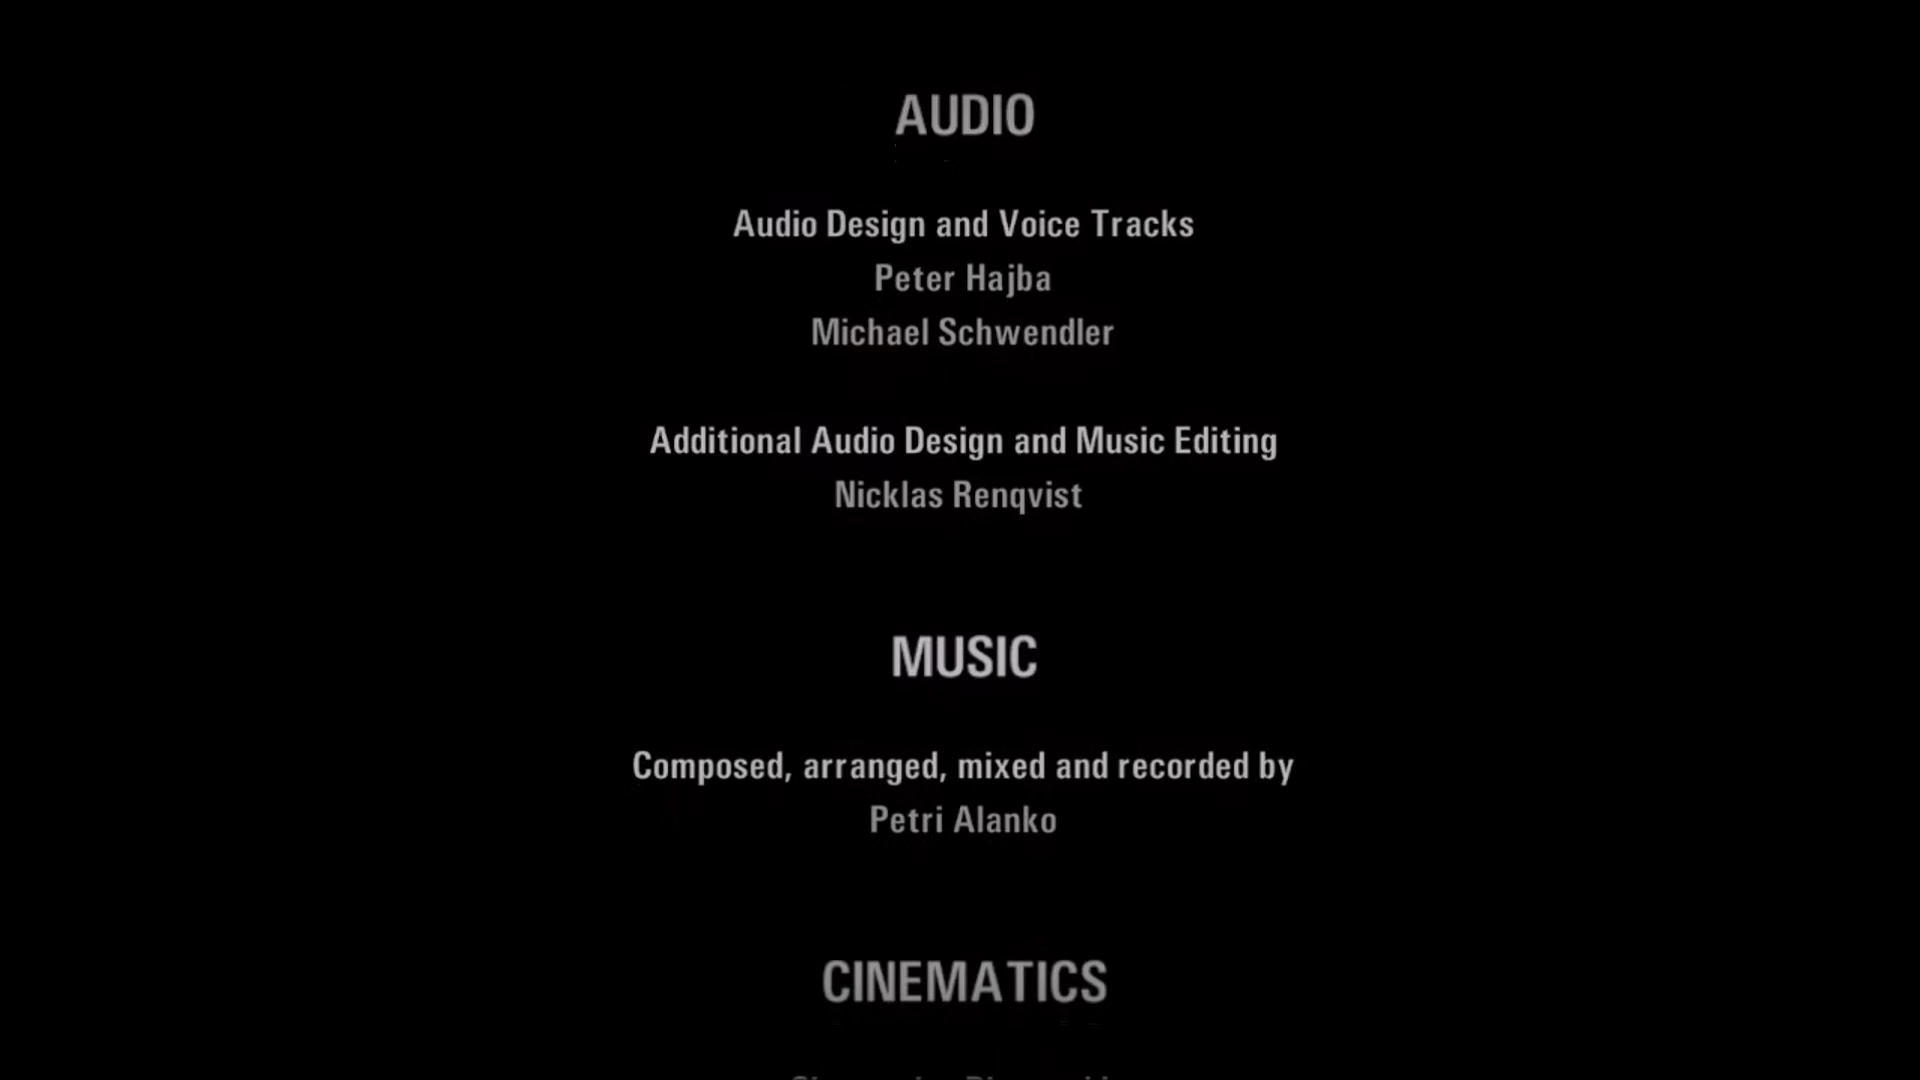 AUDIO
Audio Design and Voice Tracks
Peter Hajba
Michael Schwendler
Additional Audio Design and Music Editing
Nicklas Renqvist
MUSIC
Composed, arranged, mixed and recorded by
Petri Alanko
CINEMATICS